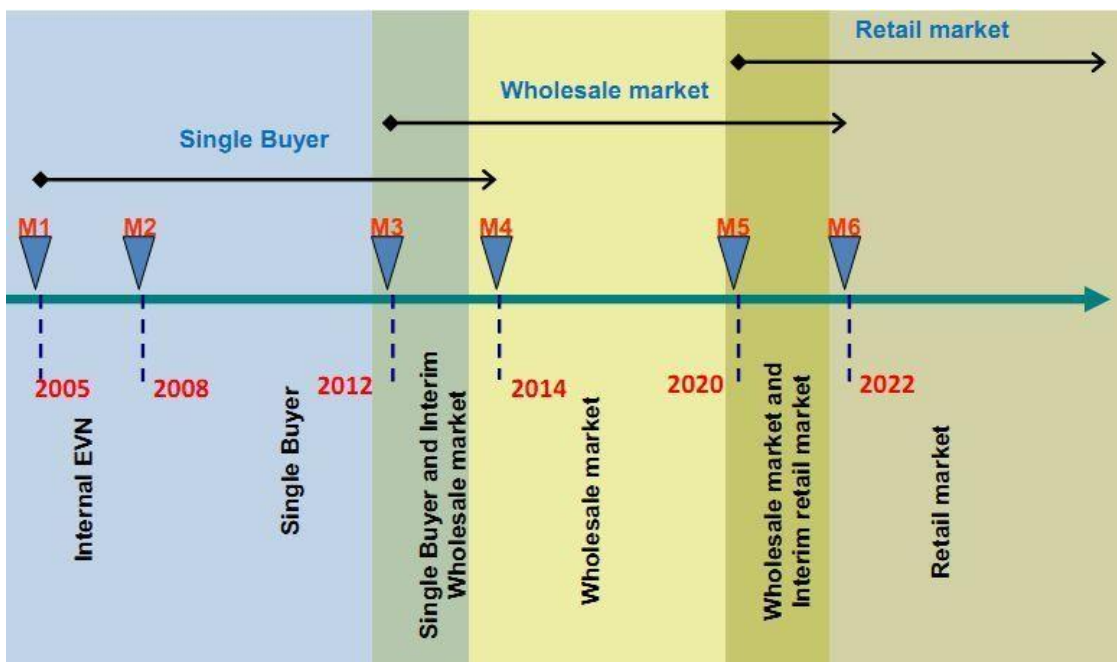 Retail market
Wholesale market
Single Buyer
M1
M2
M3
M4
M5
M6
2005
2008
2012
2014
2020
2022
Internal EVN
Single Buyer
Single Buyer and Interim
Wholesale market
Wholesale market
Wholesale market and
Interim retail market
Retail market